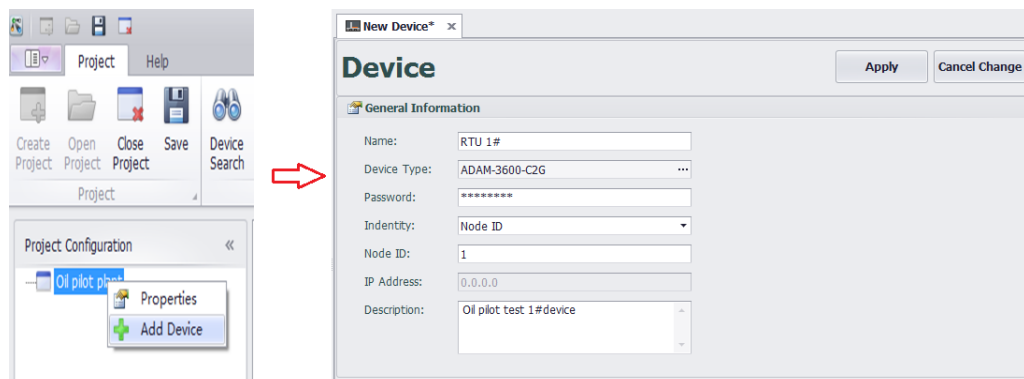 Project Help
Create Project
Open Project
Close Project
Save
Device Search
Project
Project Configuration «
Oil pilot plant
Properties
Add Device
New Device* x
Device
Apply
Cancel Change
General Information
Name: RTU 1#
Device Type: ADAM-3600-C2G ...
Password: ********
Indentity: Node ID
Node ID: 1
IP Address: 0.0.0.0
Description: Oil pilot test 1#device